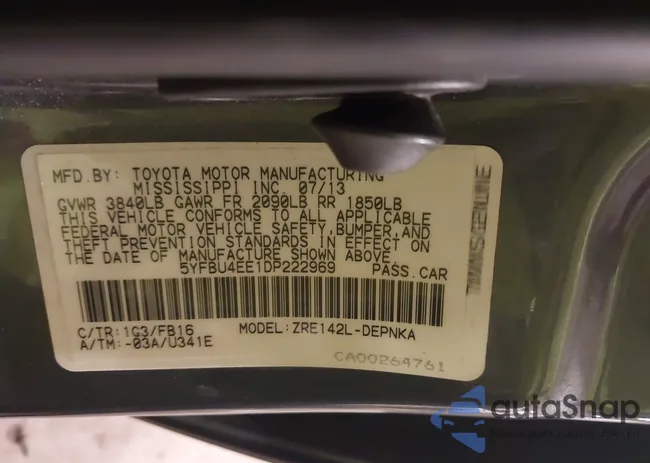 MFD.BY: TOYOTA MOTOR MANUFACTURING
MISSISSIPPI INC. 07/13
GVWR 3840LB GAWR FR 2090LB RR 1850LB
THIS VEHICLE CONFORMS TO ALL APPLICABLE
FEDERAL MOTOR VEHICLE SAFETY, BUMPER, AND
THEFT PREVENTION STANDARDS IN EFFECT ON
THE DATE OF MANUFACTURE SHOWN ABOVE.
5YFBU4EE1DP222969 PASS.CAR
C/TR:1G3/FB16 MODEL:ZRE142L-DEPNKA
A/TM:-03A/U341E
CA00264761
autoSnap